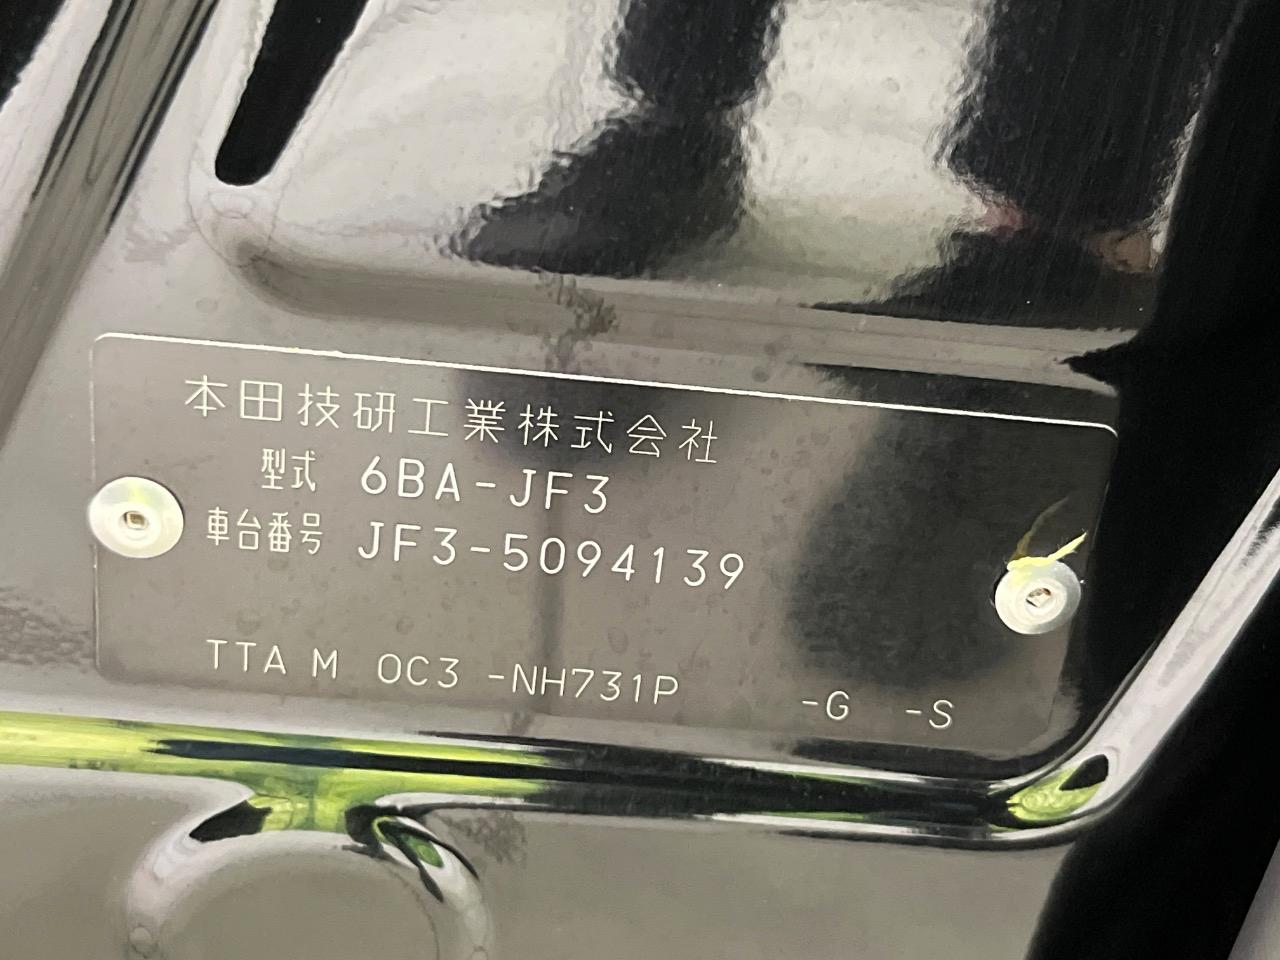 本田技研工業株式会社
型式 6BA-JF3
車台番号 JF3-5094139
TTA M OC3 -NH731P -G -S